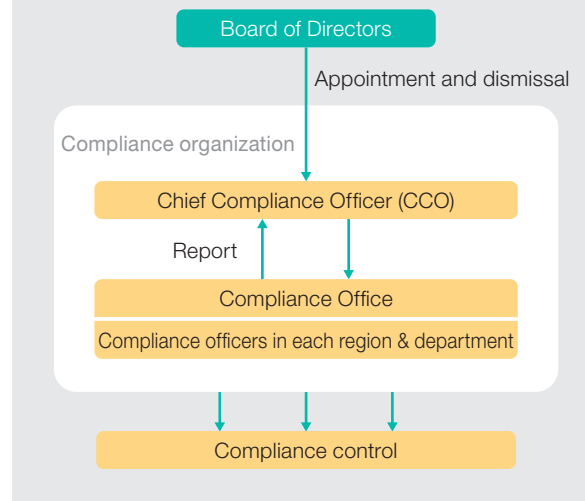 Board of Directors
Appointment and dismissal
Compliance organization
Chief Compliance Officer (CCO)
Report
Compliance Office
Compliance officers in each region & department
Compliance control